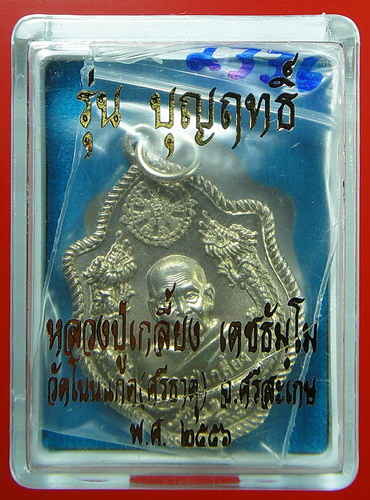 รุ่น บุญฤทธิ์
หลวงปู่เกลี้ยง เตชธัมฺโม
วัดโนนแกด(ศรีธาตุ) จ.ศรีสะเกษ
พ.ศ. ๒๕๕๖